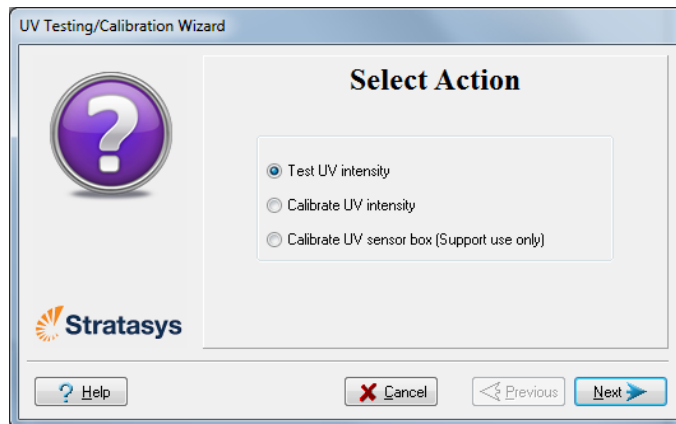 UV Testing/Calibration Wizard
Select Action
Test UV intensity
Calibrate UV intensity
Calibrate UV sensor box (Support use only)
Stratasys
? Help
Cancel
Previous
Next